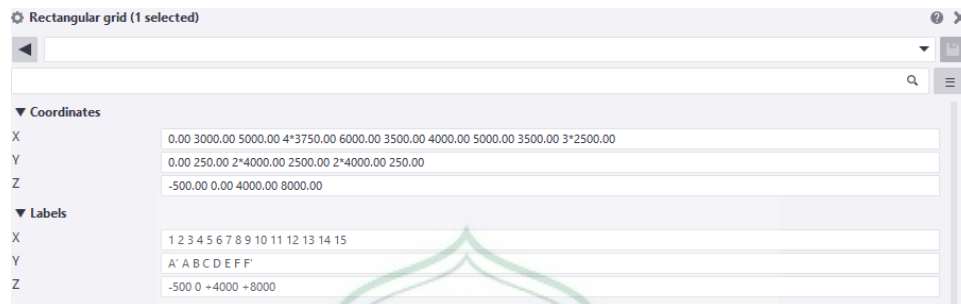 Rectangular grid (1 selected)
Coordinates
X 0.00 3000.00 5000.00 4*3750.00 6000.00 3500.00 4000.00 5000.00 3500.00 3*2500.00
Y 0.00 250.00 2*4000.00 2500.00 2*4000.00 250.00
Z -500.00 0.00 4000.00 8000.00
Labels
X 1 2 3 4 5 6 7 8 9 10 11 12 13 14 15
Y A' A B C D E F F'
Z -500 0 +4000 +8000